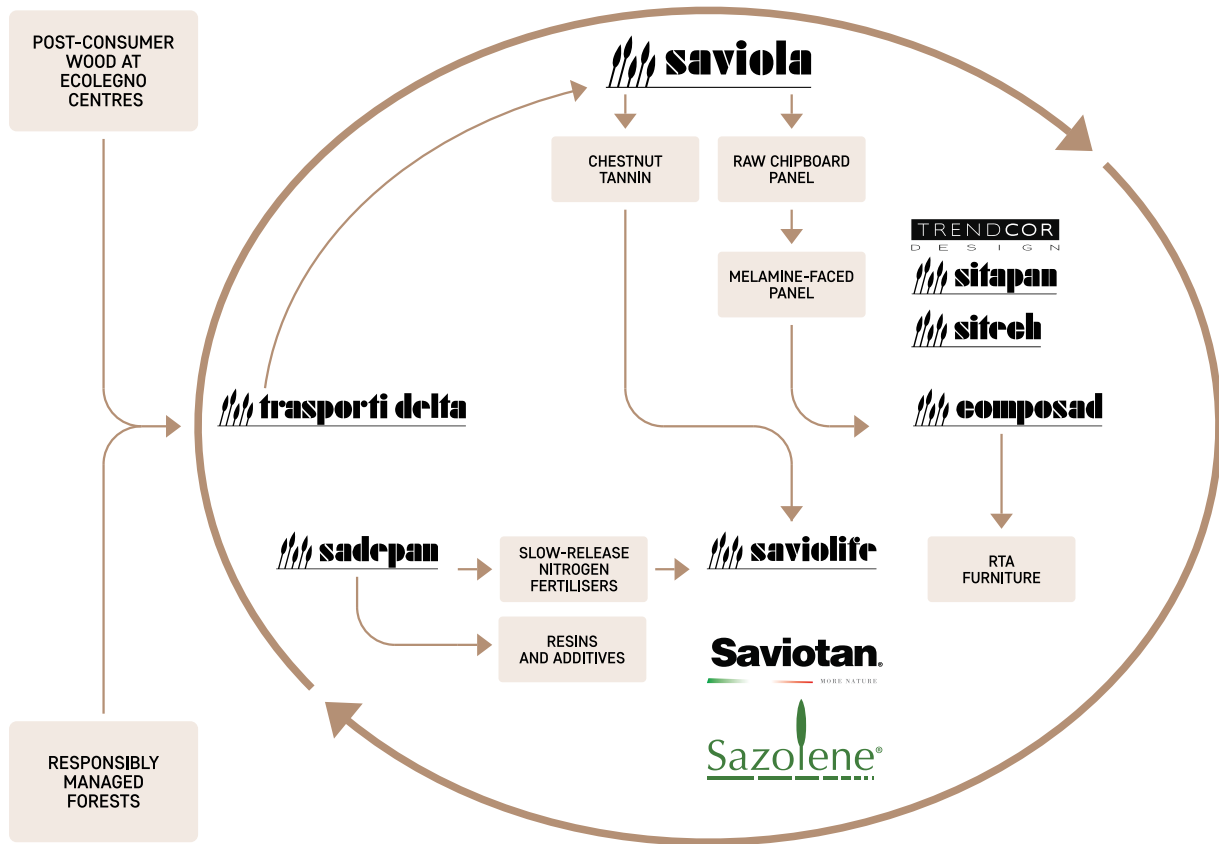 POST-CONSUMER
WOOD AT
ECOLEGNO
CENTRES
saviola
CHESTNUT
TANNIN
RAW CHIPBOARD
PANEL
MELAMINE-FACED
PANEL
TRENDCOR
DESIGN
sitapan
sitech
trasporti delta
composad
sadepan
SLOW-RELEASE
NITROGEN
FERTILISERS
saviolife
RTA
FURNITURE
RESINS
AND ADDITIVES
Saviotan®
MORE NATURE
Sazolene®
RESPONSIBLY
MANAGED
FORESTS